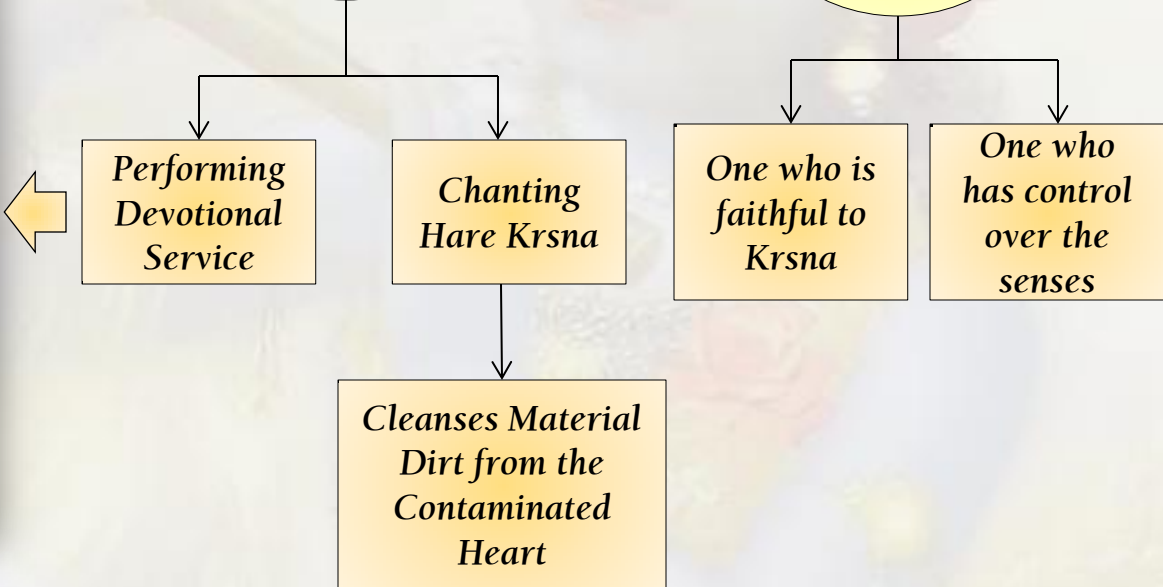 Performing
Devotional
Service
Chanting
Hare Krsna
One who is
faithful to
Krsna
One who
has control
over the
senses
Cleanses Material
Dirt from the
Contaminated
Heart